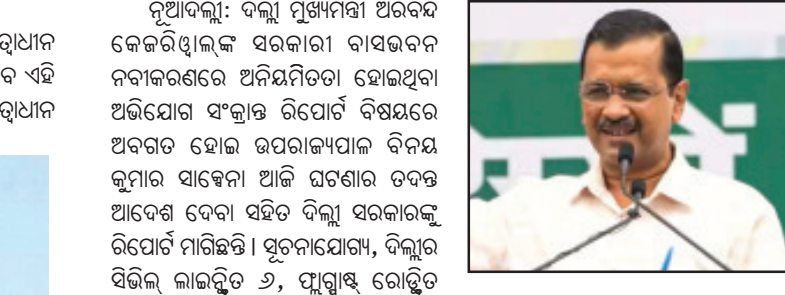 ତ୍ତ୍ୱାଧୀନ
ବ ଏହି
ତ୍ତ୍ୱାଧୀନ
ନୂଆଦିଲ୍ଲୀ: ଦିଲ୍ଲୀ ମୁଖ୍ୟମନ୍ତ୍ରୀ ଅରବିନ୍ଦ
କେଜରିଓ୍ବାଲ୍‌ଙ୍କ ସରକାରୀ ବାସଭବନ
ନବୀକରଣରେ ଅନିୟମିତତା ହୋଇଥିବା
ଅଭିଯୋଗ ସଂକ୍ରାନ୍ତ ରିପୋର୍ଟ ବିଷୟରେ
ଅବଗତ ହୋଇ ଉପରାଜ୍ୟପାଳ ବିନୟ
କୁମାର ସାକ୍ସେନା ଆଜି ଘଟଣାର ତଦନ୍ତ
ଆଦେଶ ଦେବା ସହିତ ଦିଲ୍ଲୀ ସରକାରଙ୍କୁ
ରିପୋର୍ଟ ମାଗିଛନ୍ତି। ସୂଚନାଯୋଗ୍ୟ, ଦିଲ୍ଲୀର
ସିଭିଲ୍ ଲାଇନ୍ସ୍ଥିତ ୬, ଫ୍ଲାଗ୍‌ଷ୍ଟାଫ୍ ରୋଡ୍ସ୍ଥିତ